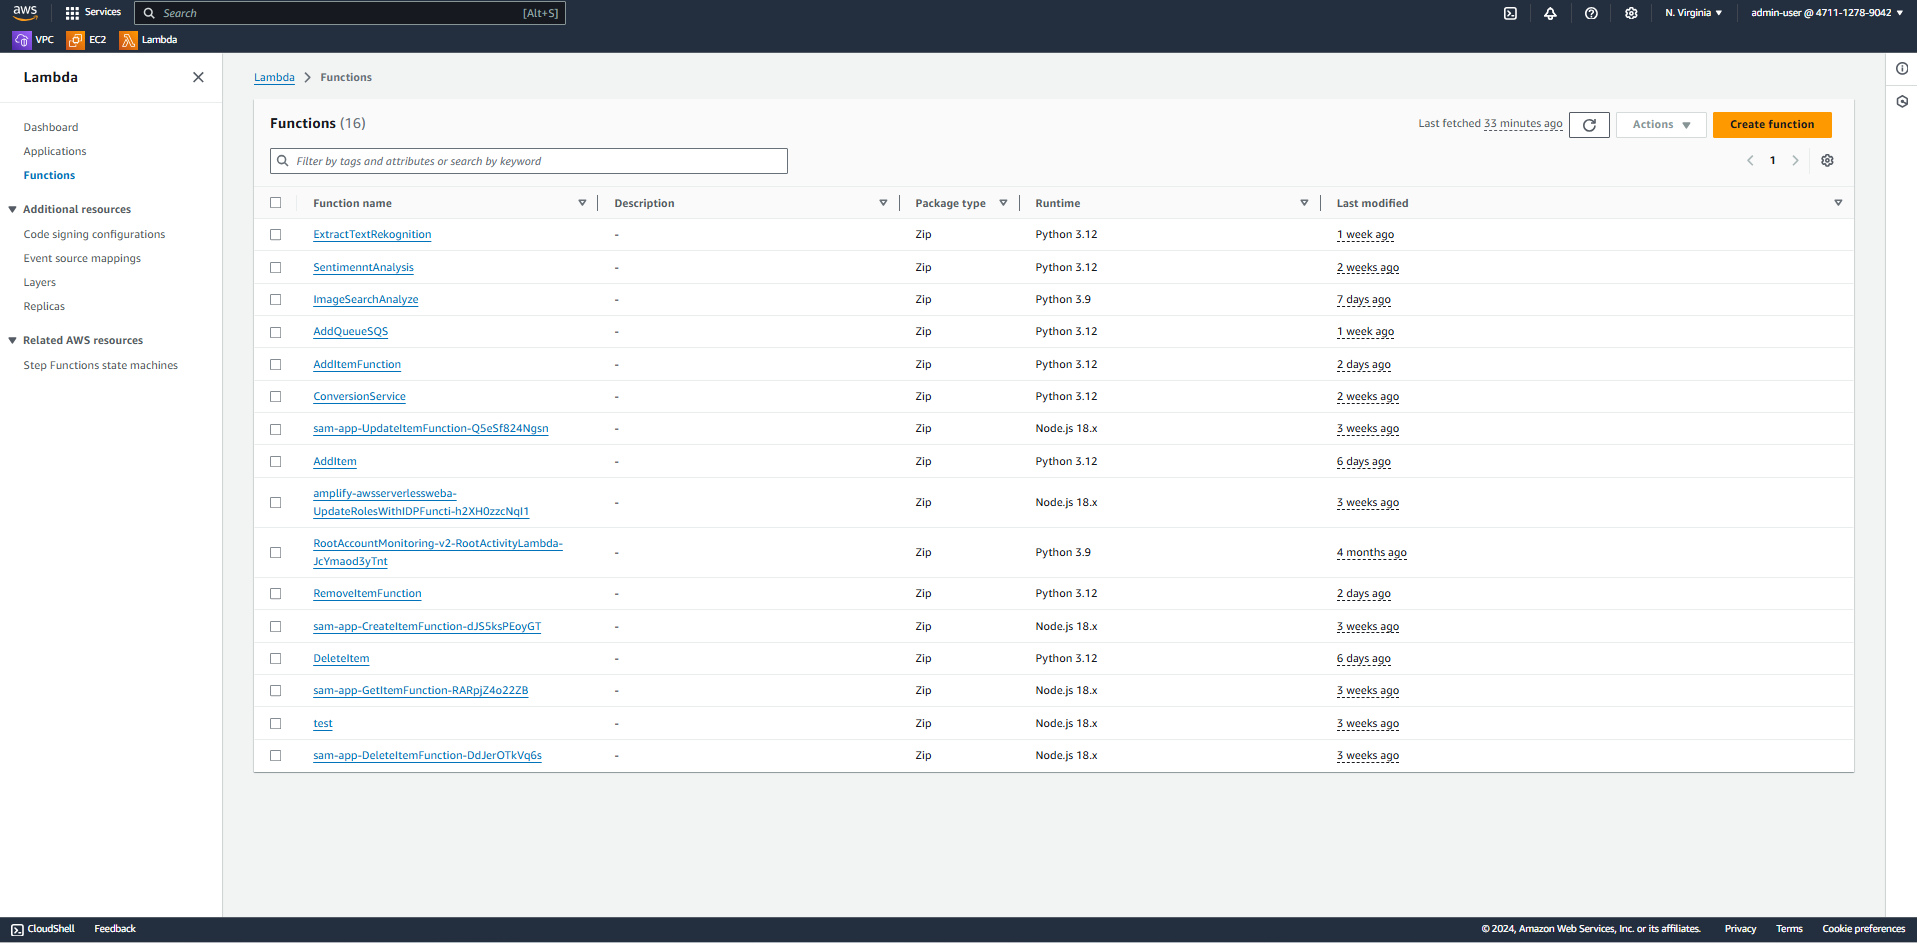 aws Services Search [Alt+S] N. Virginia ▼ admin-user @ 4711-1278-9042 ▼
VPC EC2 Lambda
Lambda
Dashboard
Applications
Functions
Additional resources
Code signing configurations
Event source mappings
Layers
Replicas
Related AWS resources
Step Functions state machines
Lambda > Functions
Functions (16) Last fetched 33 minutes ago Actions Create function
Filter by tags and attributes or search by keyword 1
Function name Description Package type Runtime Last modified
ExtractTextRekognition - Zip Python 3.12 1 week ago
SentimenntAnalysis - Zip Python 3.12 2 weeks ago
ImageSearchAnalyze - Zip Python 3.9 7 days ago
AddQueueSQS - Zip Python 3.12 1 week ago
AddItemFunction - Zip Python 3.12 2 days ago
ConversionService - Zip Python 3.12 2 weeks ago
sam-app-UpdateItemFunction-Q5eSf824Ngsn - Zip Node.js 18.x 3 weeks ago
AddItem - Zip Python 3.12 6 days ago
amplify-awsserverlessweba-
UpdateRolesWithIDPFuncti-h2XH0zzcNqI1 - Zip Node.js 18.x 3 weeks ago
RootAccountMonitoring-v2-RootActivityLambda-
JcYmaod3yTnt - Zip Python 3.9 4 months ago
RemoveItemFunction - Zip Python 3.12 2 days ago
sam-app-CreateItemFunction-dJS5ksPEoyGT - Zip Node.js 18.x 3 weeks ago
DeleteItem - Zip Python 3.12 6 days ago
sam-app-GetItemFunction-RARpjZ4o22ZB - Zip Node.js 18.x 3 weeks ago
test - Zip Node.js 18.x 3 weeks ago
sam-app-DeleteItemFunction-DdJerOTkVq6s - Zip Node.js 18.x 3 weeks ago
CloudShell Feedback © 2024, Amazon Web Services, Inc. or its affiliates. Privacy Terms Cookie preferences